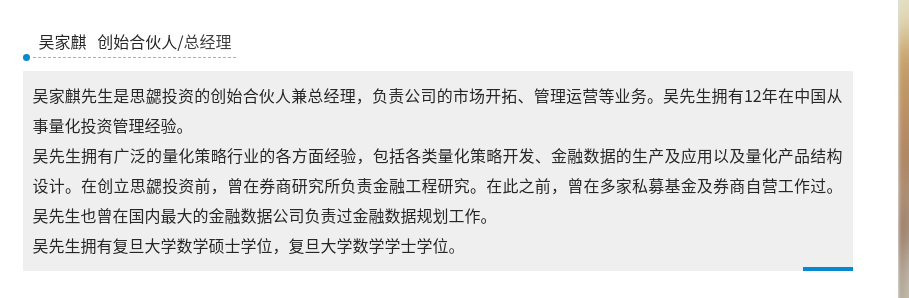 吴家麒 创始合伙人/总经理
吴家麒先生是思勰投资的创始合伙人兼总经理，负责公司的市场开拓、管理运营等业务。吴先生拥有12年在中国从
事量化投资管理经验。
吴先生拥有广泛的量化策略行业的各方面经验，包括各类量化策略开发、金融数据的生产及应用以及量化产品结构
设计。在创立思勰投资前，曾在券商研究所负责金融工程研究。在此之前，曾在多家私募基金及券商自营工作过。
吴先生也曾在国内最大的金融数据公司负责过金融数据规划工作。
吴先生拥有复旦大学数学硕士学位，复旦大学数学学士学位。